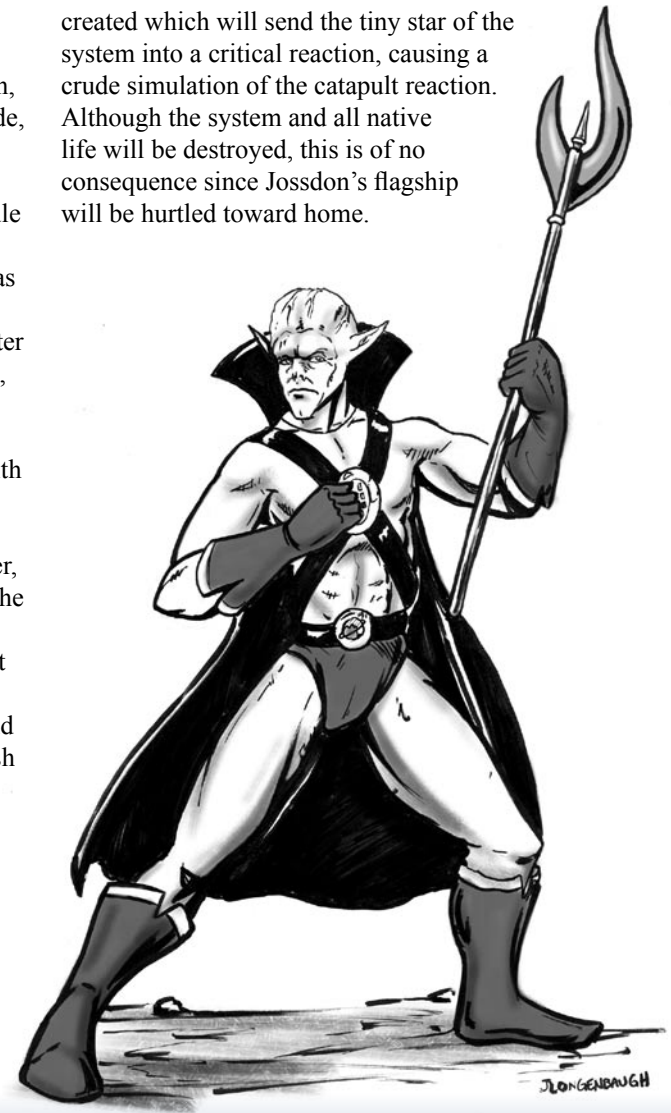 created which will send the tiny star of the
system into a critical reaction, causing a
crude simulation of the catapult reaction.
Although the system and all native
life will be destroyed, this is of no
consequence since Jossdon’s flagship
will be hurtled toward home.
JLONGENBAUGH